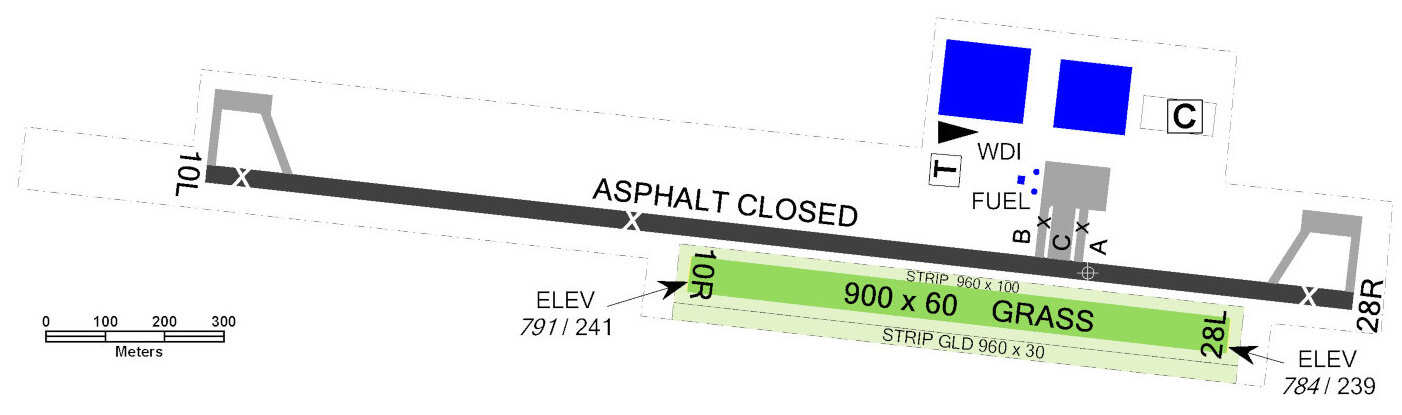 C
WDI
T
10L
ASPHALT CLOSED
FUEL
X
X
B
C
A
X
X
X
10R
STRIP 960 x 100
28R
900 x 60 GRASS
28L
ELEV
791 / 241
STRIP GLD 960 x 30
ELEV
784 / 239
0 100 200 300
Meters